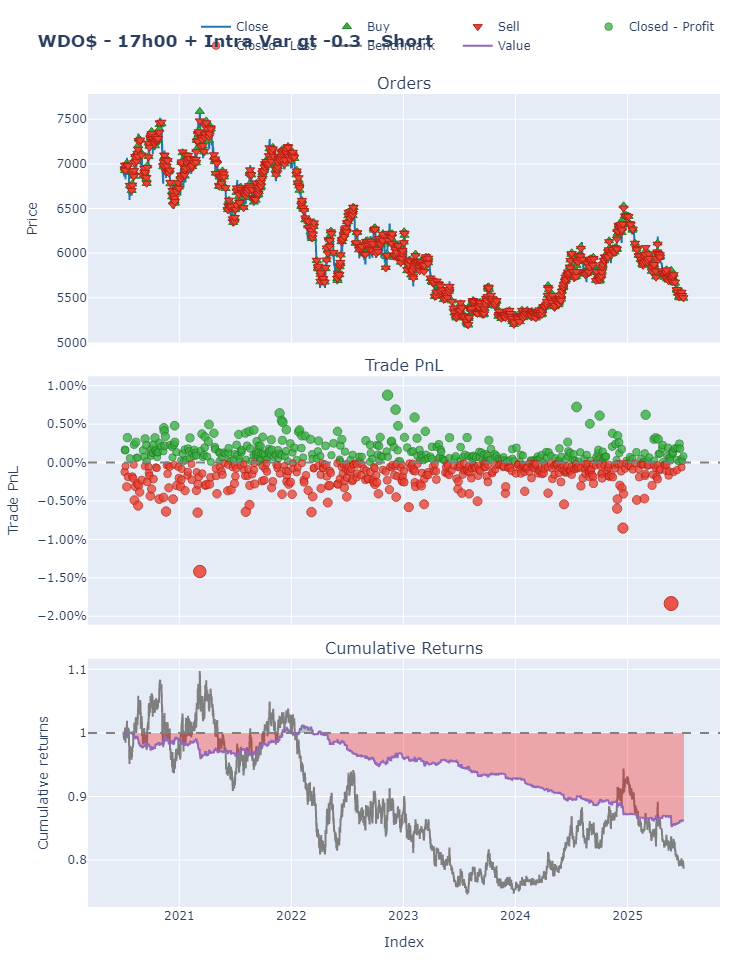 Close Buy Sell Closed - Profit
WDO$ - 17h00 + Intra Var gt -0.3 - Short
Closed - Loss Benchmark Value
Orders
7500
7000
6500
6000
5500
5000
Price
Trade PnL
1.00%
0.50%
0.00%
−0.50%
−1.00%
−1.50%
−2.00%
Trade PnL
Cumulative Returns
1.1
1
0.9
0.8
Cumulative returns
2021 2022 2023 2024 2025
Index